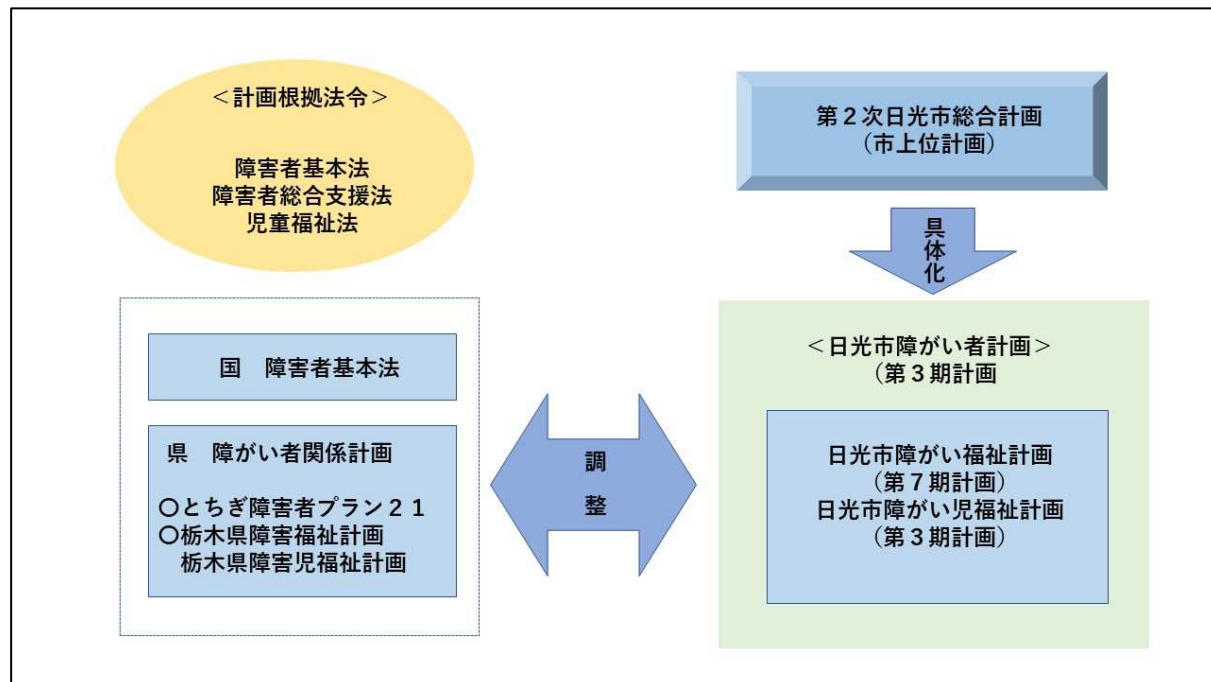 ＜計画根拠法令＞
障害者基本法
障害者総合支援法
児童福祉法
第２次日光市総合計画
（市上位計画）
具体化
国　障害者基本法
県　障がい者関係計画
〇とちぎ障害者プラン２１
〇栃木県障害福祉計画
栃木県障害児福祉計画
調
整
＜日光市障がい者計画＞
（第３期計画
日光市障がい福祉計画
（第７期計画）
日光市障がい児福祉計画
（第３期計画）